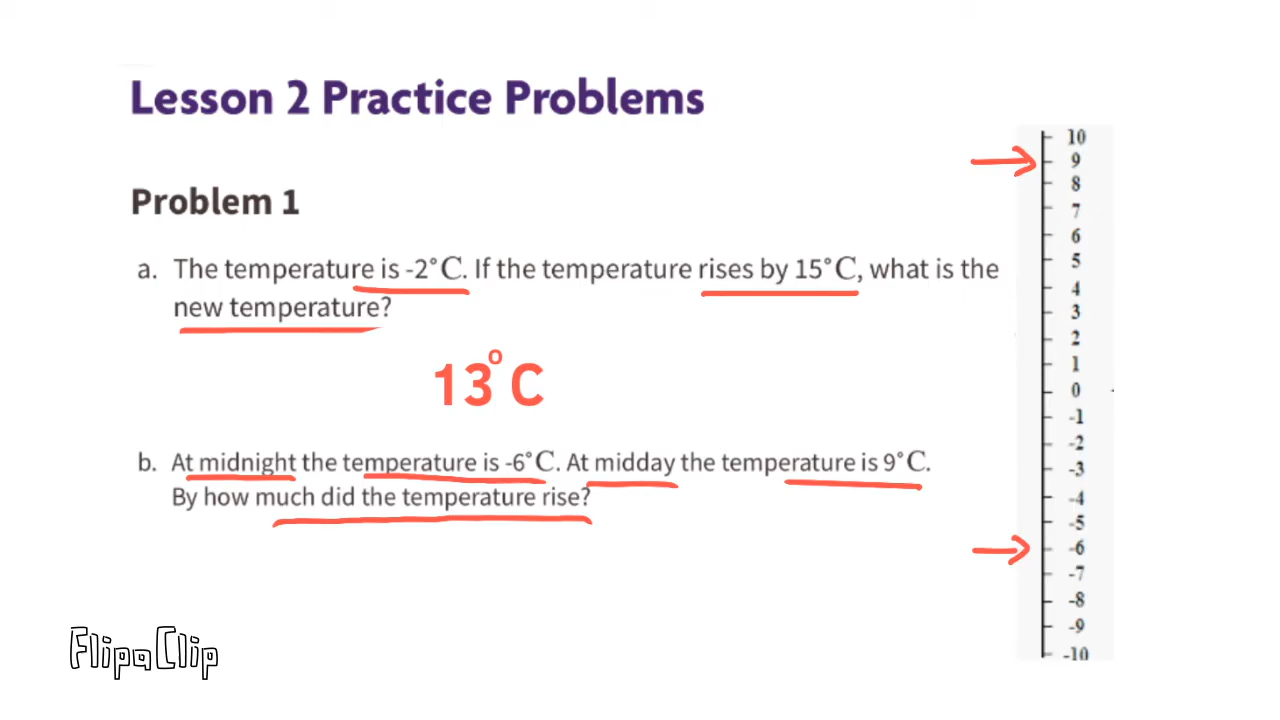 Lesson 2 Practice Problems
Problem 1
a. The temperature is -2°C. If the temperature rises by 15°C, what is the
new temperature?
13°C
b. At midnight the temperature is -6°C. At midday the temperature is 9°C.
By how much did the temperature rise?
10
9
8
7
6
5
4
3
2
1
0
-1
-2
-3
-4
-5
-6
-7
-8
-9
-10
FlipaClip